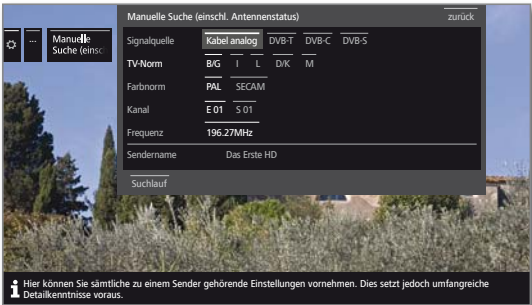 Manuelle Suche (einschl. Antennenstatus) zurück
...
Manuelle
Suche (einsc
Signalquelle Kabel analog DVB-T DVB-C DVB-S
TV-Norm B/G I L D/K M
Farbnorm PAL SECAM
Kanal E 01 S 01
Frequenz 196.27MHz
Sendername Das Erste HD
Suchlauf
Hier können Sie sämtliche zu einem Sender gehörende Einstellungen vornehmen. Dies setzt jedoch umfangreiche
Detailkenntnisse voraus.